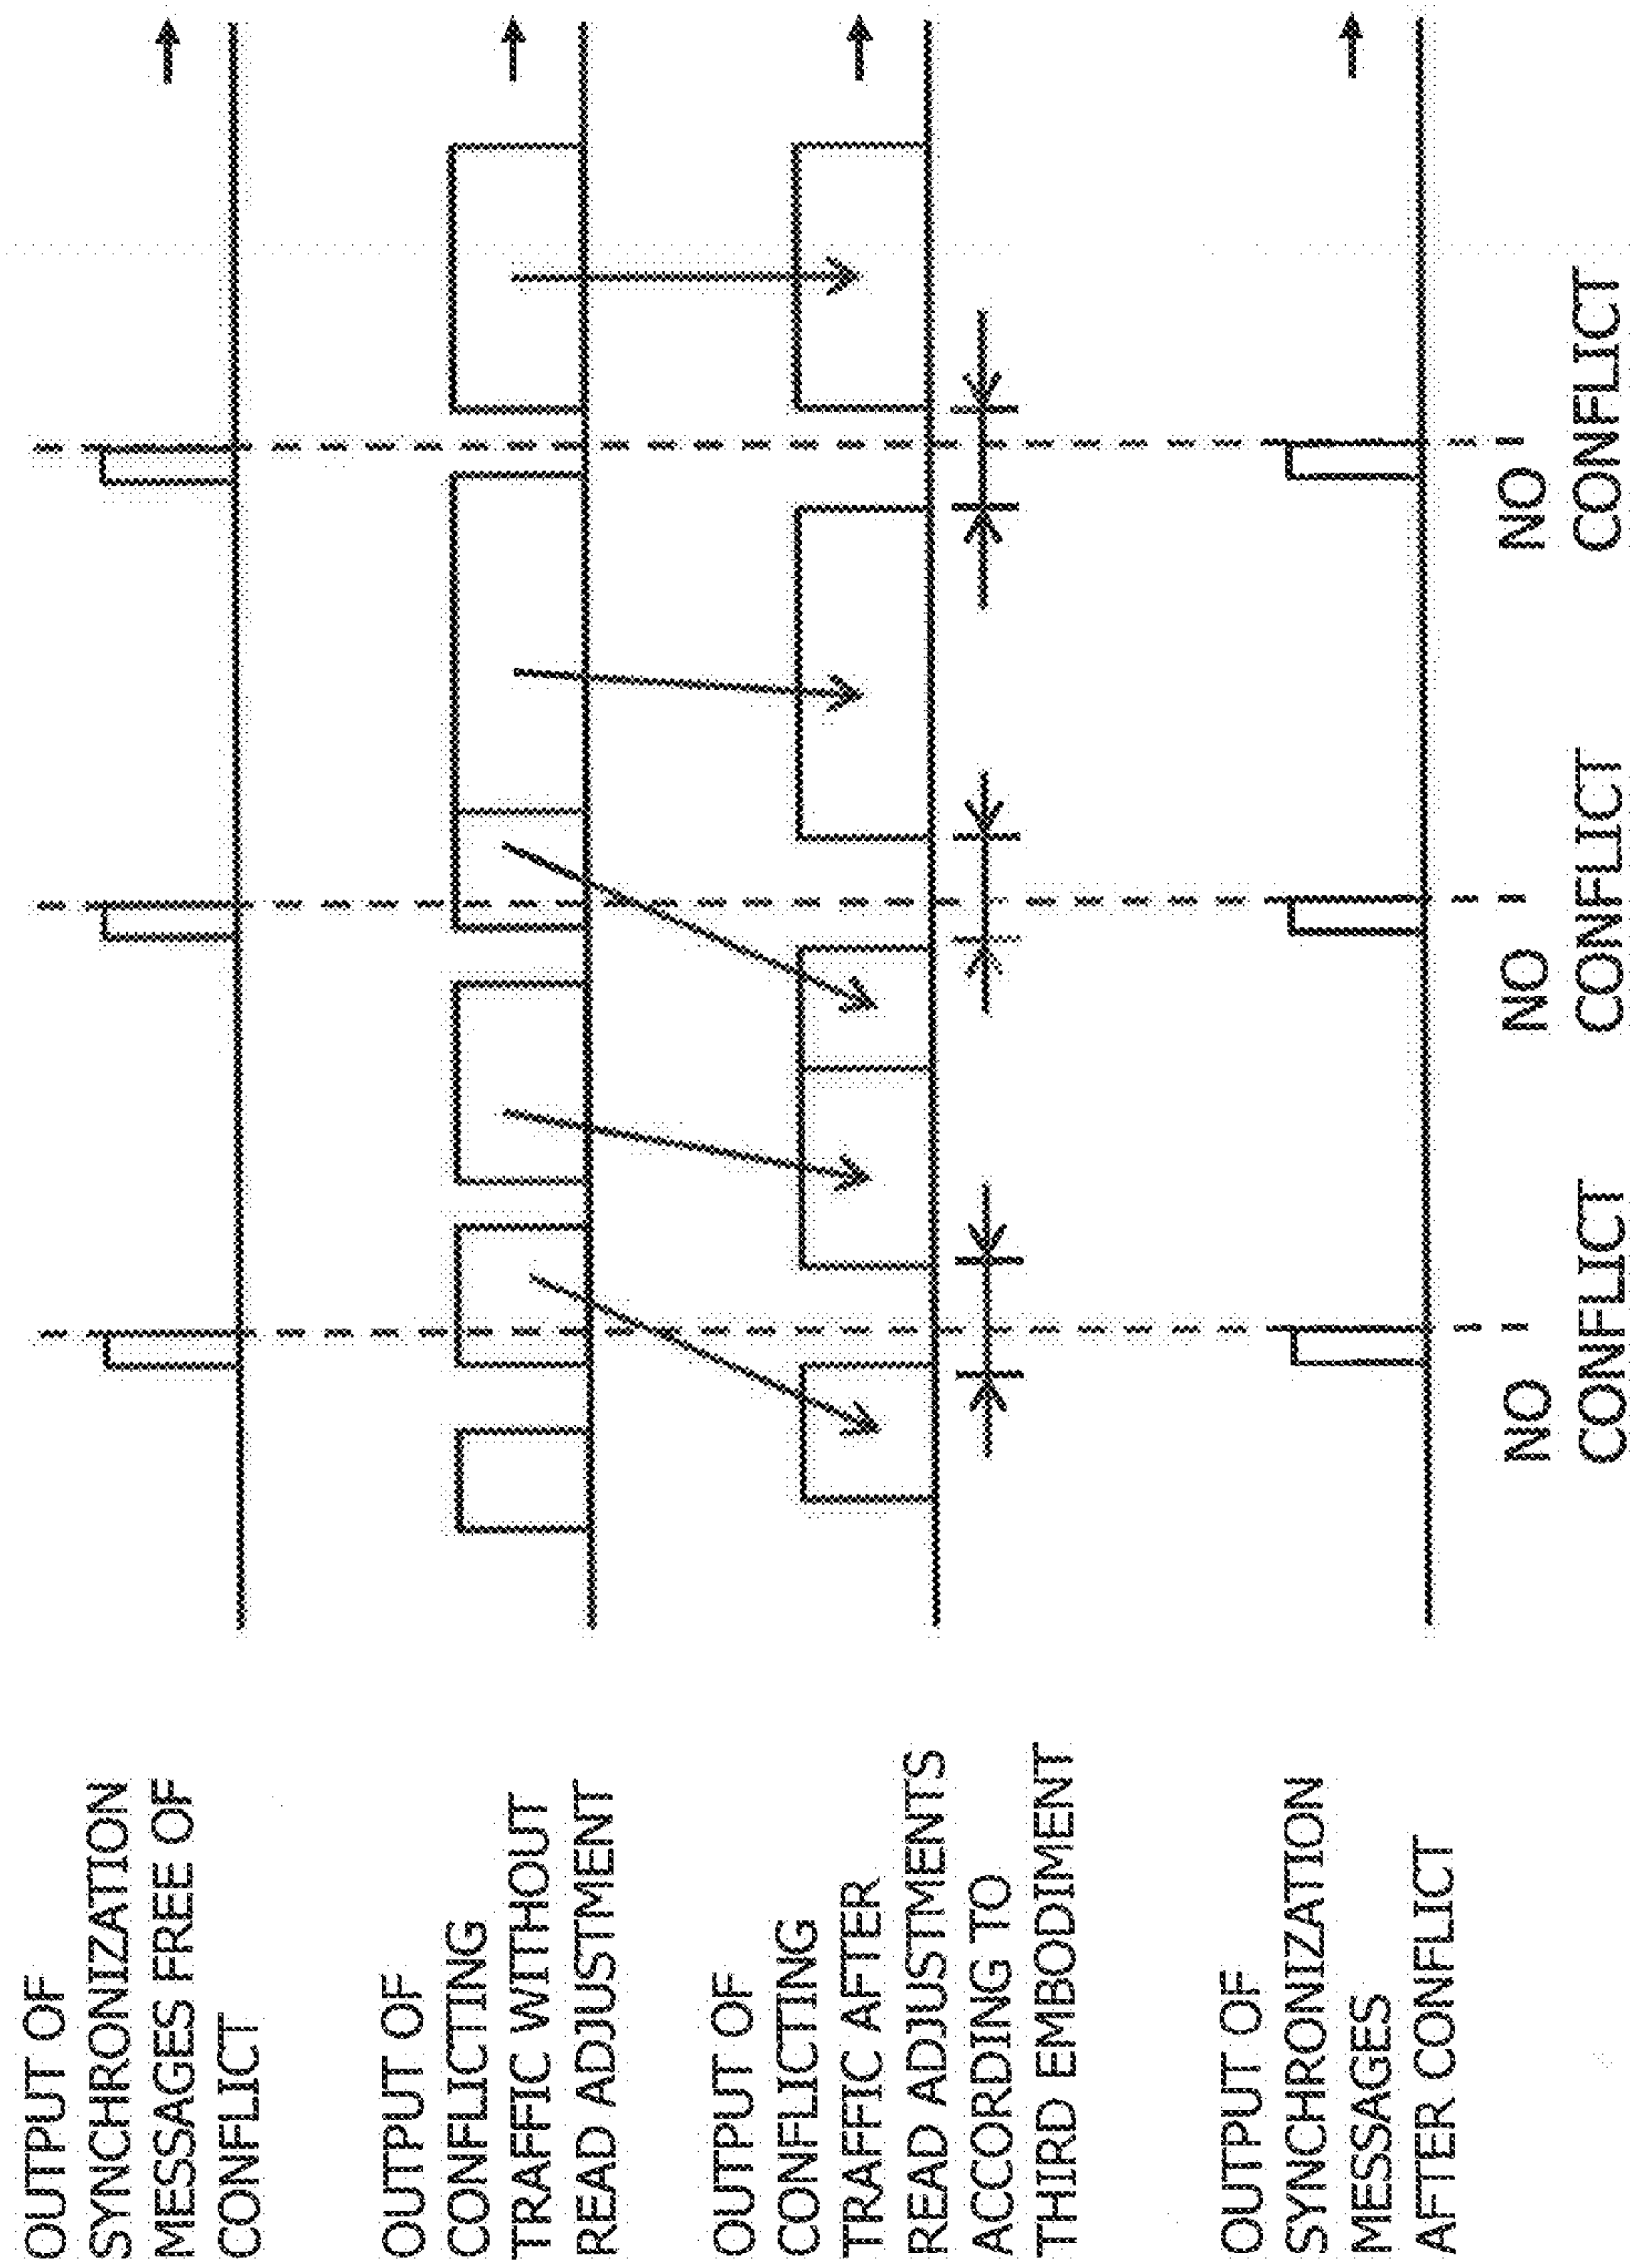 OUTPUT OF
SYNCHRONIZATION
MESSAGES FREE OF
CONFLICT
OUTPUT OF
CONFLICTING
TRAFFIC WITHOUT
READ ADJUSTMENT
OUTPUT OF
CONFLICTING
TRAFFIC AFTER
READ ADJUSTMENTS
ACCORDING TO
THIRD EMBODIMENT
OUTPUT OF
SYNCHRONIZATION
MESSAGES
AFTER CONFLICT
NO
CONFLICT
NO
CONFLICT
NO
CONFLICT